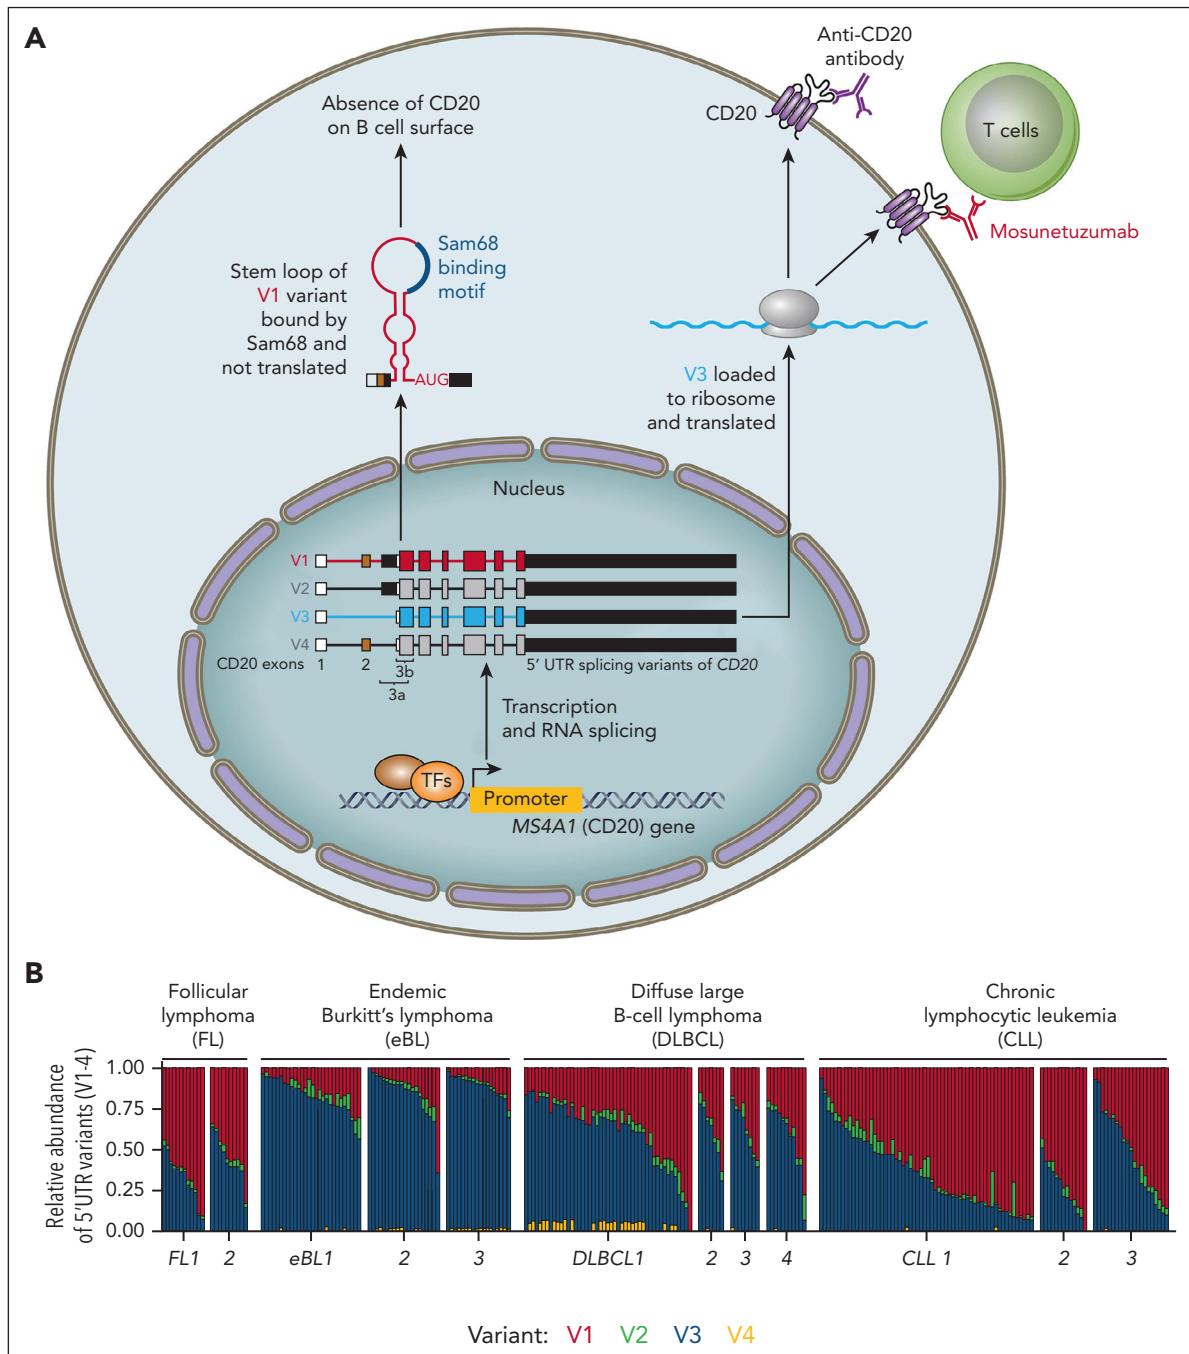 A
Anti-CD20
antibody
Absence of CD20
on B cell surface
CD20
T cells
Mosunetuzumab
Sam68
binding
motif
Stem loop of
V1 variant
bound by
Sam68 and
not translated
AUG
V3 loaded
to ribosome
and translated
Nucleus
V1
V2
V3
V4
CD20 exons 1 2 3b 5' UTR splicing variants of CD20
3a
Transcription
and RNA splicing
TFs
Promoter
MS4A1 (CD20) gene
B
Follicular
lymphoma
(FL)
Endemic
Burkitt's lymphoma
(eBL)
Diffuse large
B-cell lymphoma
(DLBCL)
Chronic
lymphocytic leukemia
(CLL)
Relative abundance
of 5'UTR variants (V1-4)
1.00
0.75
0.50
0.25
0.00
FL1 2 eBL1 2 3 DLBCL1 2 3 4 CLL 1 2 3
Variant: V1 V2 V3 V4